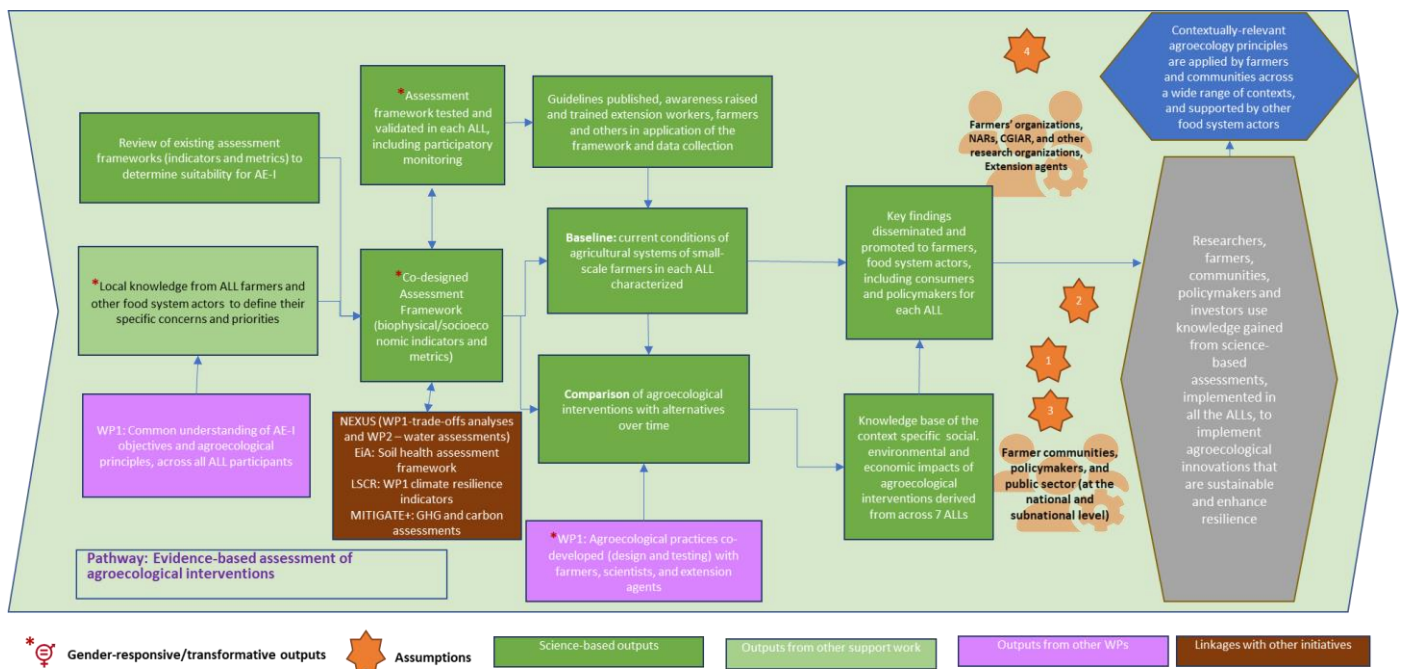 Review of existing assessment
frameworks (indicators and metrics) to
determine suitability for AE-I
*Local knowledge from ALL farmers and
other food system actors to define their
specific concerns and priorities
WP1: Common understanding of AE-I
objectives and agroecological
principles, across all ALL participants
Pathway: Evidence-based assessment of
agroecological interventions
*Assessment
framework tested and
validated in each ALL,
including participatory
monitoring
*Co-designed
Assessment
Framework
(biophysical/socioeco
nomic indicators and
metrics)
NEXUS (WP1-trade-offs analyses
and WP2 – water assessments)
EiA: Soil health assessment
framework
LSCR: WP1 climate resilience
indicators
MITIGATE+: GHG and carbon
assessments
Guidelines published, awareness raised
and trained extension workers, farmers
and others in application of the
framework and data collection
Baseline: current conditions of
agricultural systems of small-
scale farmers in each ALL
characterized
Comparison of agroecological
interventions with alternatives
over time
*WP1: Agroecological practices co-
developed (design and testing) with
farmers, scientists, and extension
agents
Key findings
disseminated and
promoted to farmers,
food system actors,
including consumers
and policymakers for
each ALL
Knowledge base of the
context specific social.
environmental and
economic impacts of
agroecological
interventions derived
from across 7 ALLs
4
Farmers' organizations,
NARs, CGIAR, and other
research organizations,
Extension agents
2
1
3
Farmer communities,
policymakers, and
public sector (at the
national and
subnational level)
Contextually-relevant
agroecology principles
are applied by farmers
and communities across
a wide range of contexts,
and supported by other
food system actors
Researchers,
farmers,
communities,
policymakers and
investors use
knowledge gained
from science-
based
assessments,
implemented in
all the ALLs, to
implement
agroecological
innovations that
are sustainable
and enhance
resilience
* Gender-responsive/transformative outputs
Assumptions
Science-based outputs
Outputs from other support work
Outputs from other WPs
Linkages with other initiatives